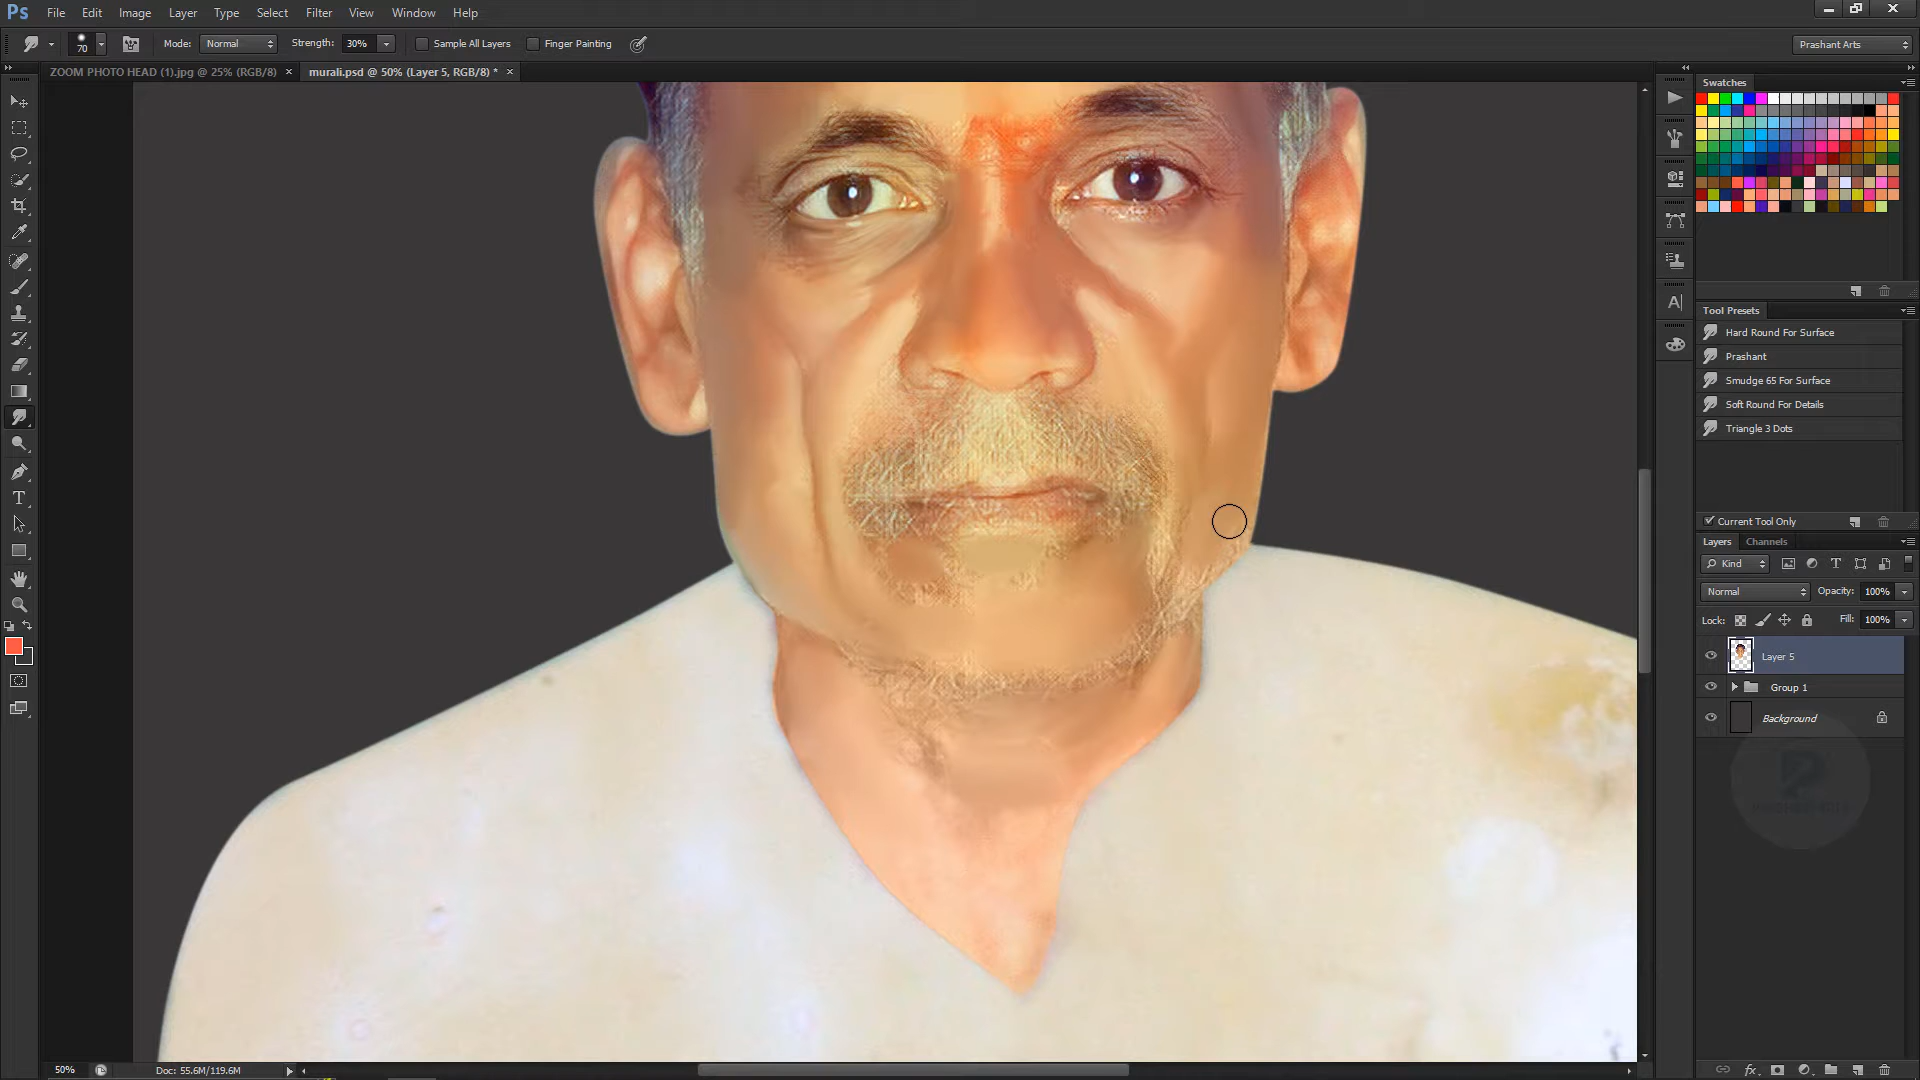 Ps File Edit Image Layer Type Select Filter View Window Help
70 Mode: Normal Strength: 30% Sample All Layers Finger Painting Prashant Arts
ZOOM PHOTO HEAD (1).jpg @ 25% (RGB/8) × murali.psd @ 50% (Layer 5, RGB/8) * ×
Swatches
Tool Presets
Hard Round For Surface
Prashant
Smudge 65 For Surface
Soft Round For Details
Triangle 3 Dots
Current Tool Only
Layers Channels
Kind
Normal Opacity: 100%
Lock: Fill: 100%
Layer 5
Group 1
Background
50% Doc: 55.6M/119.6M